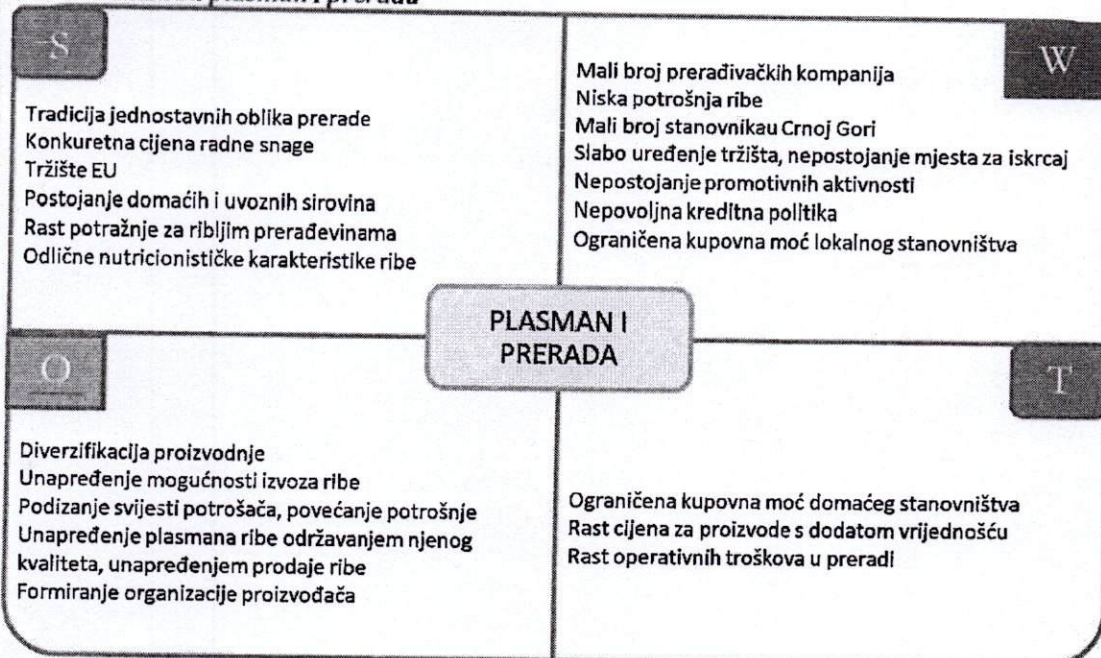 plasman i prerada
S
Tradicija jednostavnih oblika prerade
Konkuretna cijena radne snage
Tržište EU
Postojanje domaćih i uvoznih sirovina
Rast potražnje za ribljim prerađevinama
Odlične nutricionističke karakteristike ribe
W
Mali broj prerađivačkih kompanija
Niska potrošnja ribe
Mali broj stanovnikau Crnoj Gori
Slabo uređenje tržišta, nepostojanje mjesta za iskrcaj
Nepostojanje promotivnih aktivnosti
Nepovoljna kreditna politika
Ograničena kupovna moć lokalnog stanovništva
PLASMAN I
PRERADA
O
Diverzifikacija proizvodnje
Unapređenje mogućnosti izvoza ribe
Podizanje svijesti potrošača, povećanje potrošnje
Unapređenje plasmana ribe održavanjem njenog
kvaliteta, unapređenjem prodaje ribe
Formiranje organizacije proizvođača
T
Ograničena kupovna moć domaćeg stanovništva
Rast cijena za proizvode s dodatom vrijednošću
Rast operativnih troškova u preradi